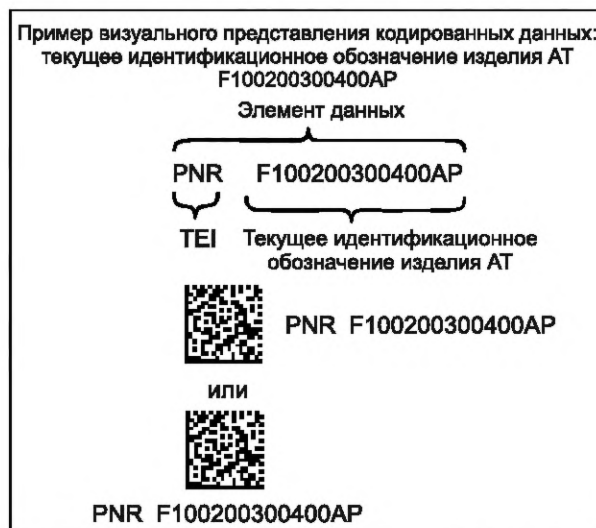 Пример визуального представления кодированных данных:
текущее идентификационное обозначение изделия АТ
F100200300400AP
Элемент данных
PNR F100200300400AP
TEI Текущее идентификационное
обозначение изделия АТ
PNR F100200300400AP
или
PNR F100200300400AP